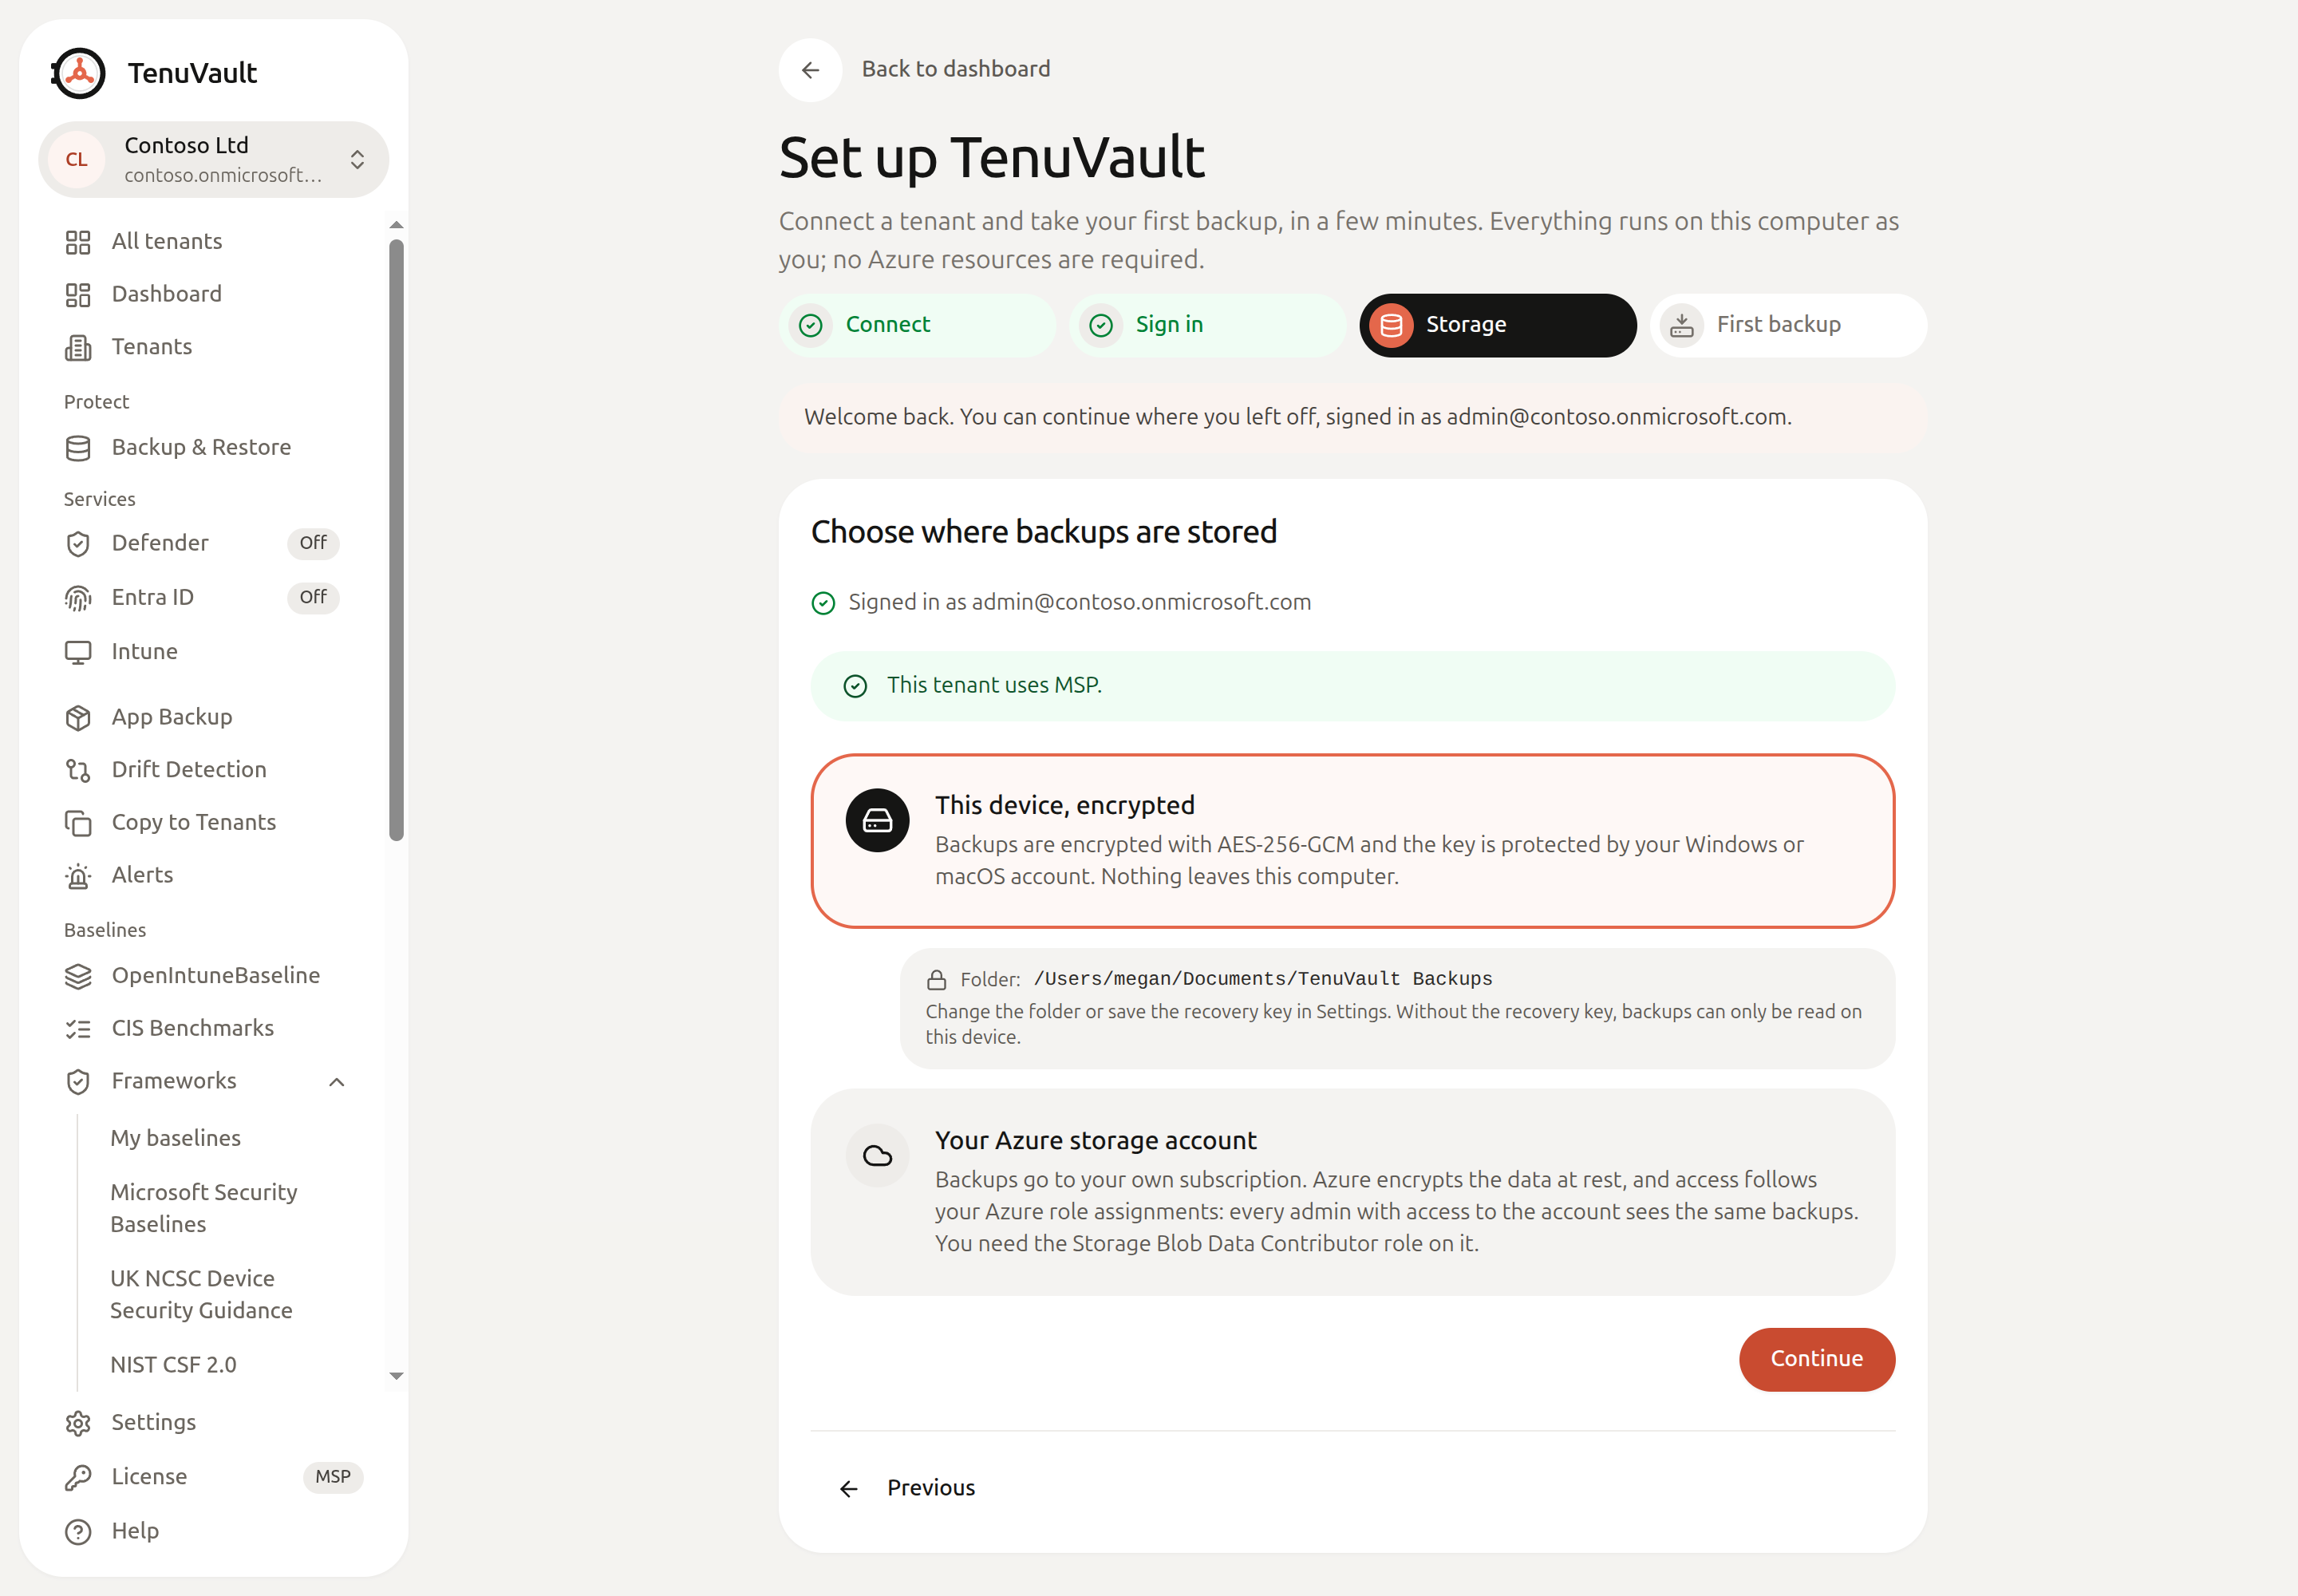 TenuVault
CL
Contoso Ltd
contoso.onmicrosoft...
All tenants
Dashboard
Tenants
Protect
Backup & Restore
Services
Defender
Off
Entra ID
Off
Intune
App Backup
Drift Detection
Copy to Tenants
Alerts
Baselines
OpenIntuneBaseline
CIS Benchmarks
Frameworks
My baselines
Microsoft Security
Baselines
UK NCSC Device
Security Guidance
NIST CSF 2.0
Settings
License
MSP
Help
Back to dashboard
Set up TenuVault
Connect a tenant and take your first backup, in a few minutes. Everything runs on this computer as
you; no Azure resources are required.
Connect
Sign in
Storage
First backup
Welcome back. You can continue where you left off, signed in as admin@contoso.onmicrosoft.com.
Choose where backups are stored
Signed in as admin@contoso.onmicrosoft.com
This tenant uses MSP.
This device, encrypted
Backups are encrypted with AES-256-GCM and the key is protected by your Windows or
macOS account. Nothing leaves this computer.
Folder: /Users/megan/Documents/TenuVault Backups
Change the folder or save the recovery key in Settings. Without the recovery key, backups can only be read on
this device.
Your Azure storage account
Backups go to your own subscription. Azure encrypts the data at rest, and access follows
your Azure role assignments: every admin with access to the account sees the same backups.
You need the Storage Blob Data Contributor role on it.
Continue
Previous